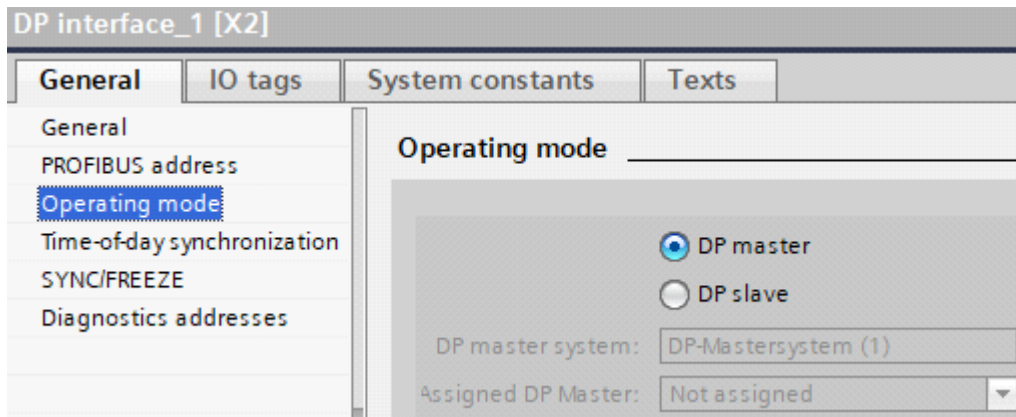 DP interface_1 [X2]
General IO tags System constants Texts
General
PROFIBUS address
Operating mode
Time-of-day synchronization
SYNC/FREEZE
Diagnostics addresses
Operating mode
DP master
DP slave
DP master system: DP-Mastersystem (1)
Assigned DP Master: Not assigned